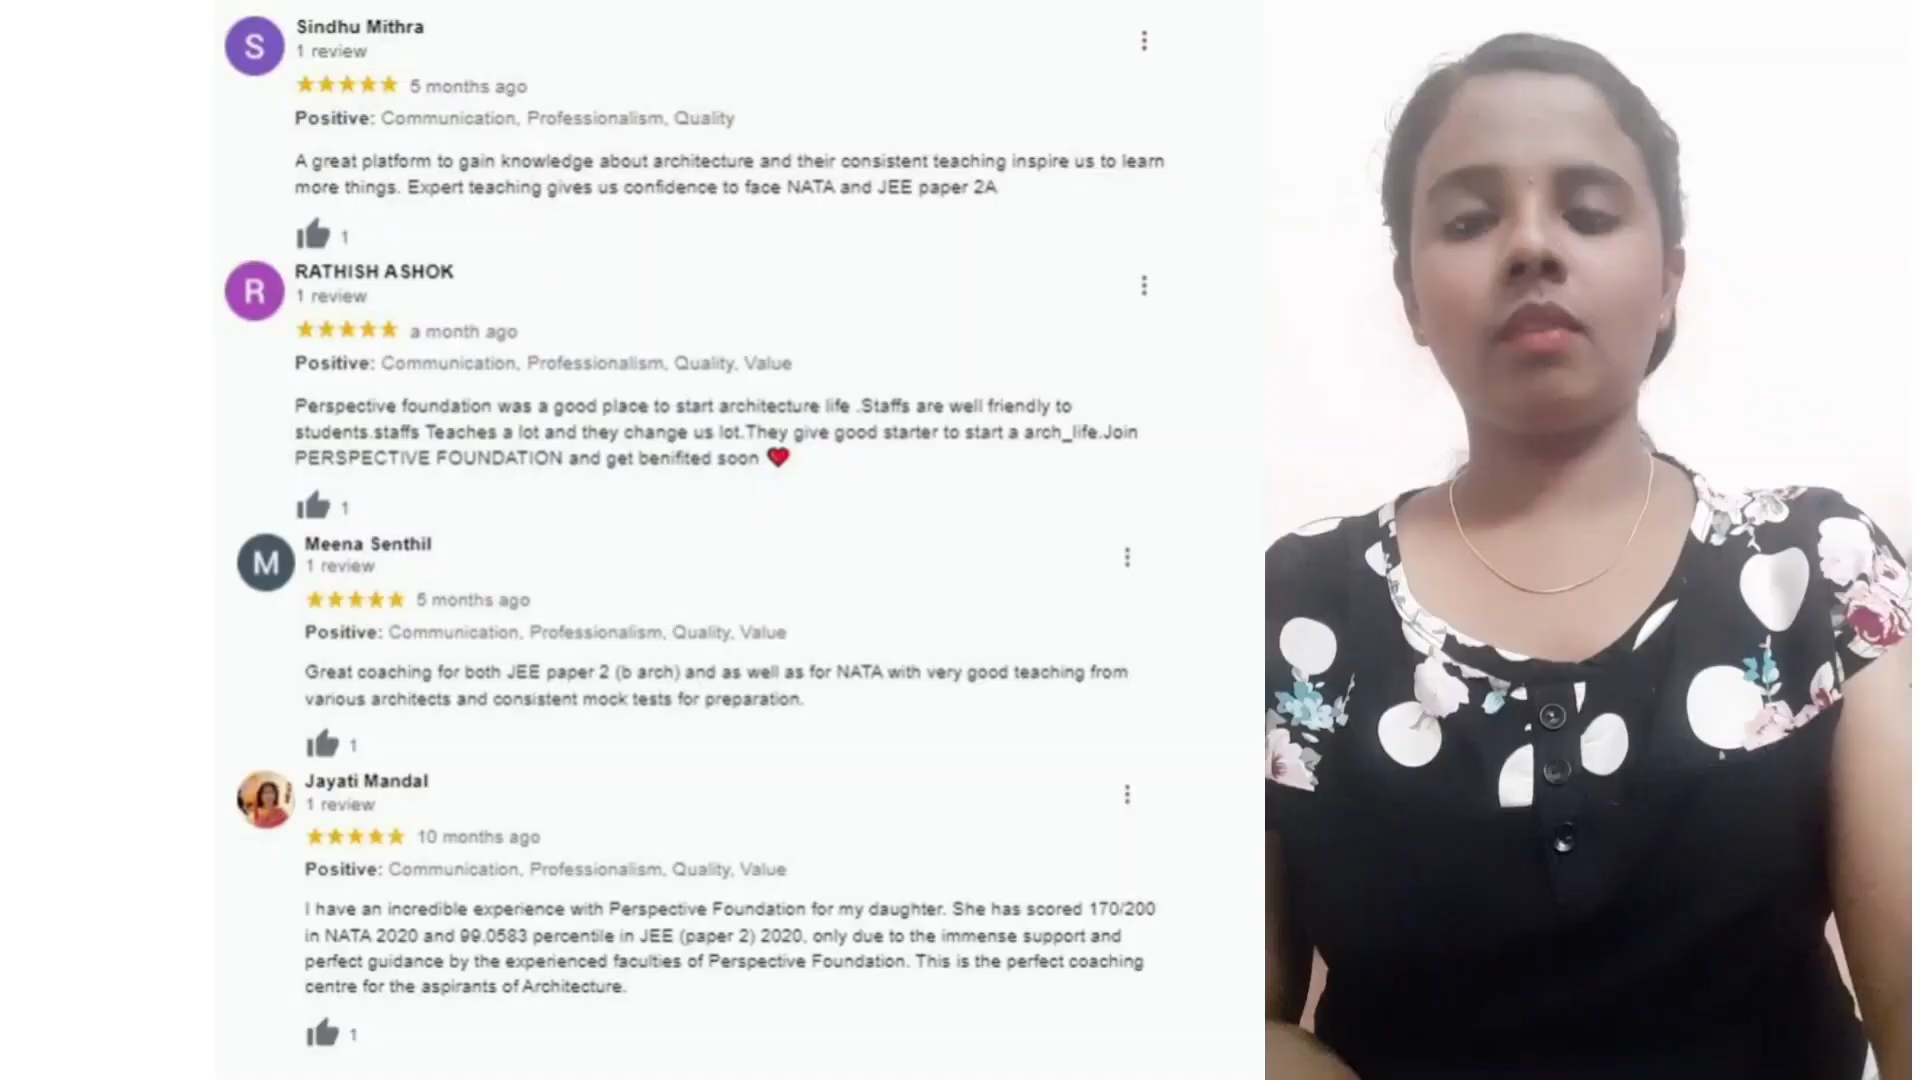 S
Sindhu Mithra
1 review
5 months ago
Positive: Communication, Professionalism, Quality
A great platform to gain knowledge about architecture and their consistent teaching inspire us to learn
more things. Expert teaching gives us confidence to face NATA and JEE paper 2A
1
R
RATHISH ASHOK
1 review
a month ago
Positive: Communication, Professionalism, Quality, Value
Perspective foundation was a good place to start architecture life .Staffs are well friendly to
students.staffs Teaches a lot and they change us lot.They give good starter to start a arch_life.Join
PERSPECTIVE FOUNDATION and get benifited soon ❤
1
M
Meena Senthil
1 review
5 months ago
Positive: Communication, Professionalism, Quality, Value
Great coaching for both JEE paper 2 (b arch) and as well as for NATA with very good teaching from
various architects and consistent mock tests for preparation.
1
Jayati Mandal
1 review
10 months ago
Positive: Communication, Professionalism, Quality, Value
I have an incredible experience with Perspective Foundation for my daughter. She has scored 170/200
in NATA 2020 and 99.0583 percentile in JEE (paper 2) 2020, only due to the immense support and
perfect guidance by the experienced faculties of Perspective Foundation. This is the perfect coaching
centre for the aspirants of Architecture.
1